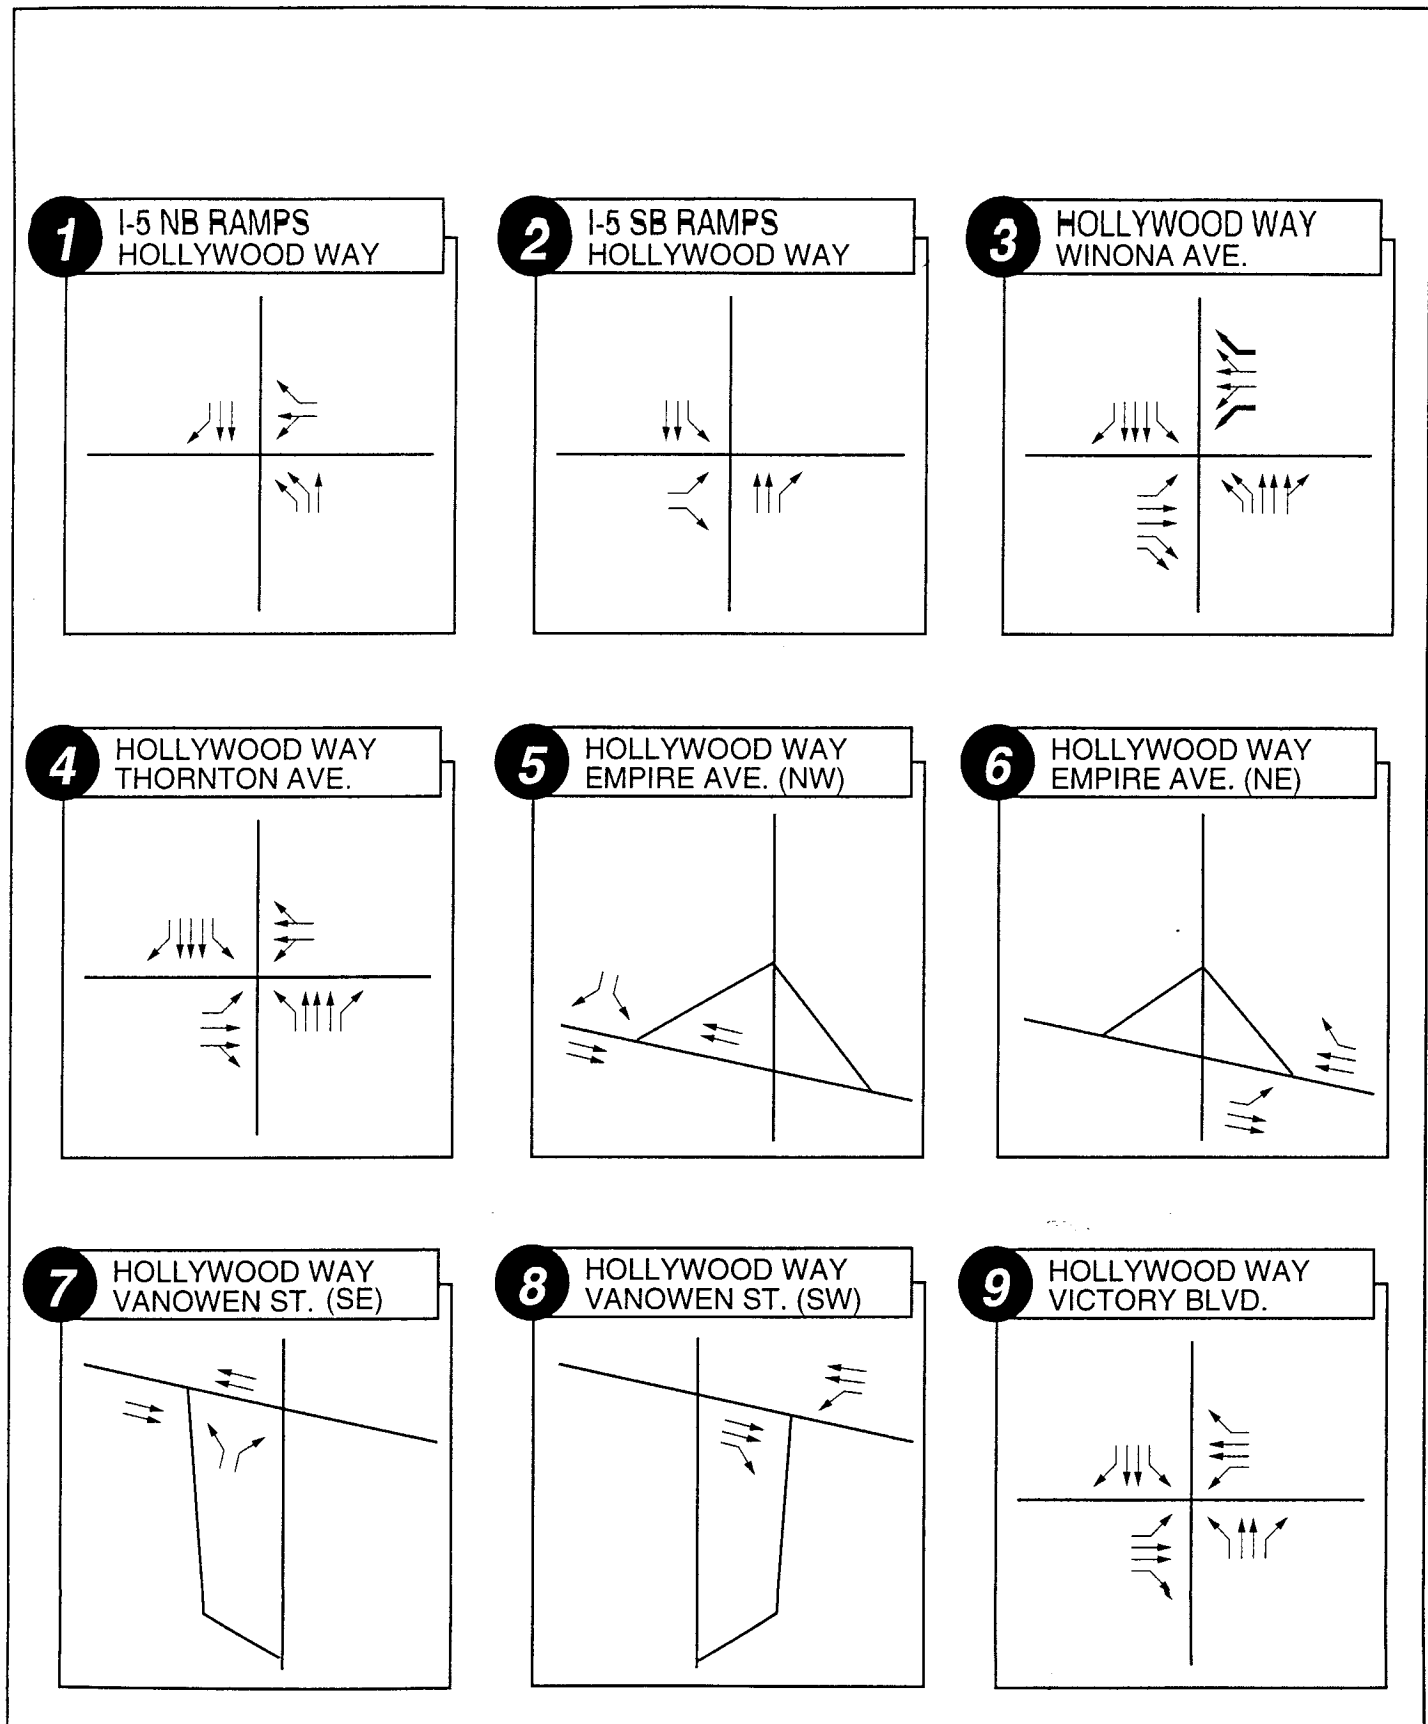 1
I-5 NB RAMPS
HOLLYWOOD WAY
2
I-5 SB RAMPS
HOLLYWOOD WAY
3
HOLLYWOOD WAY
WINONA AVE.
4
HOLLYWOOD WAY
THORNTON AVE.
5
HOLLYWOOD WAY
EMPIRE AVE. (NW)
6
HOLLYWOOD WAY
EMPIRE AVE. (NE)
7
HOLLYWOOD WAY
VANOWEN ST. (SE)
8
HOLLYWOOD WAY
VANOWEN ST. (SW)
9
HOLLYWOOD WAY
VICTORY BLVD.